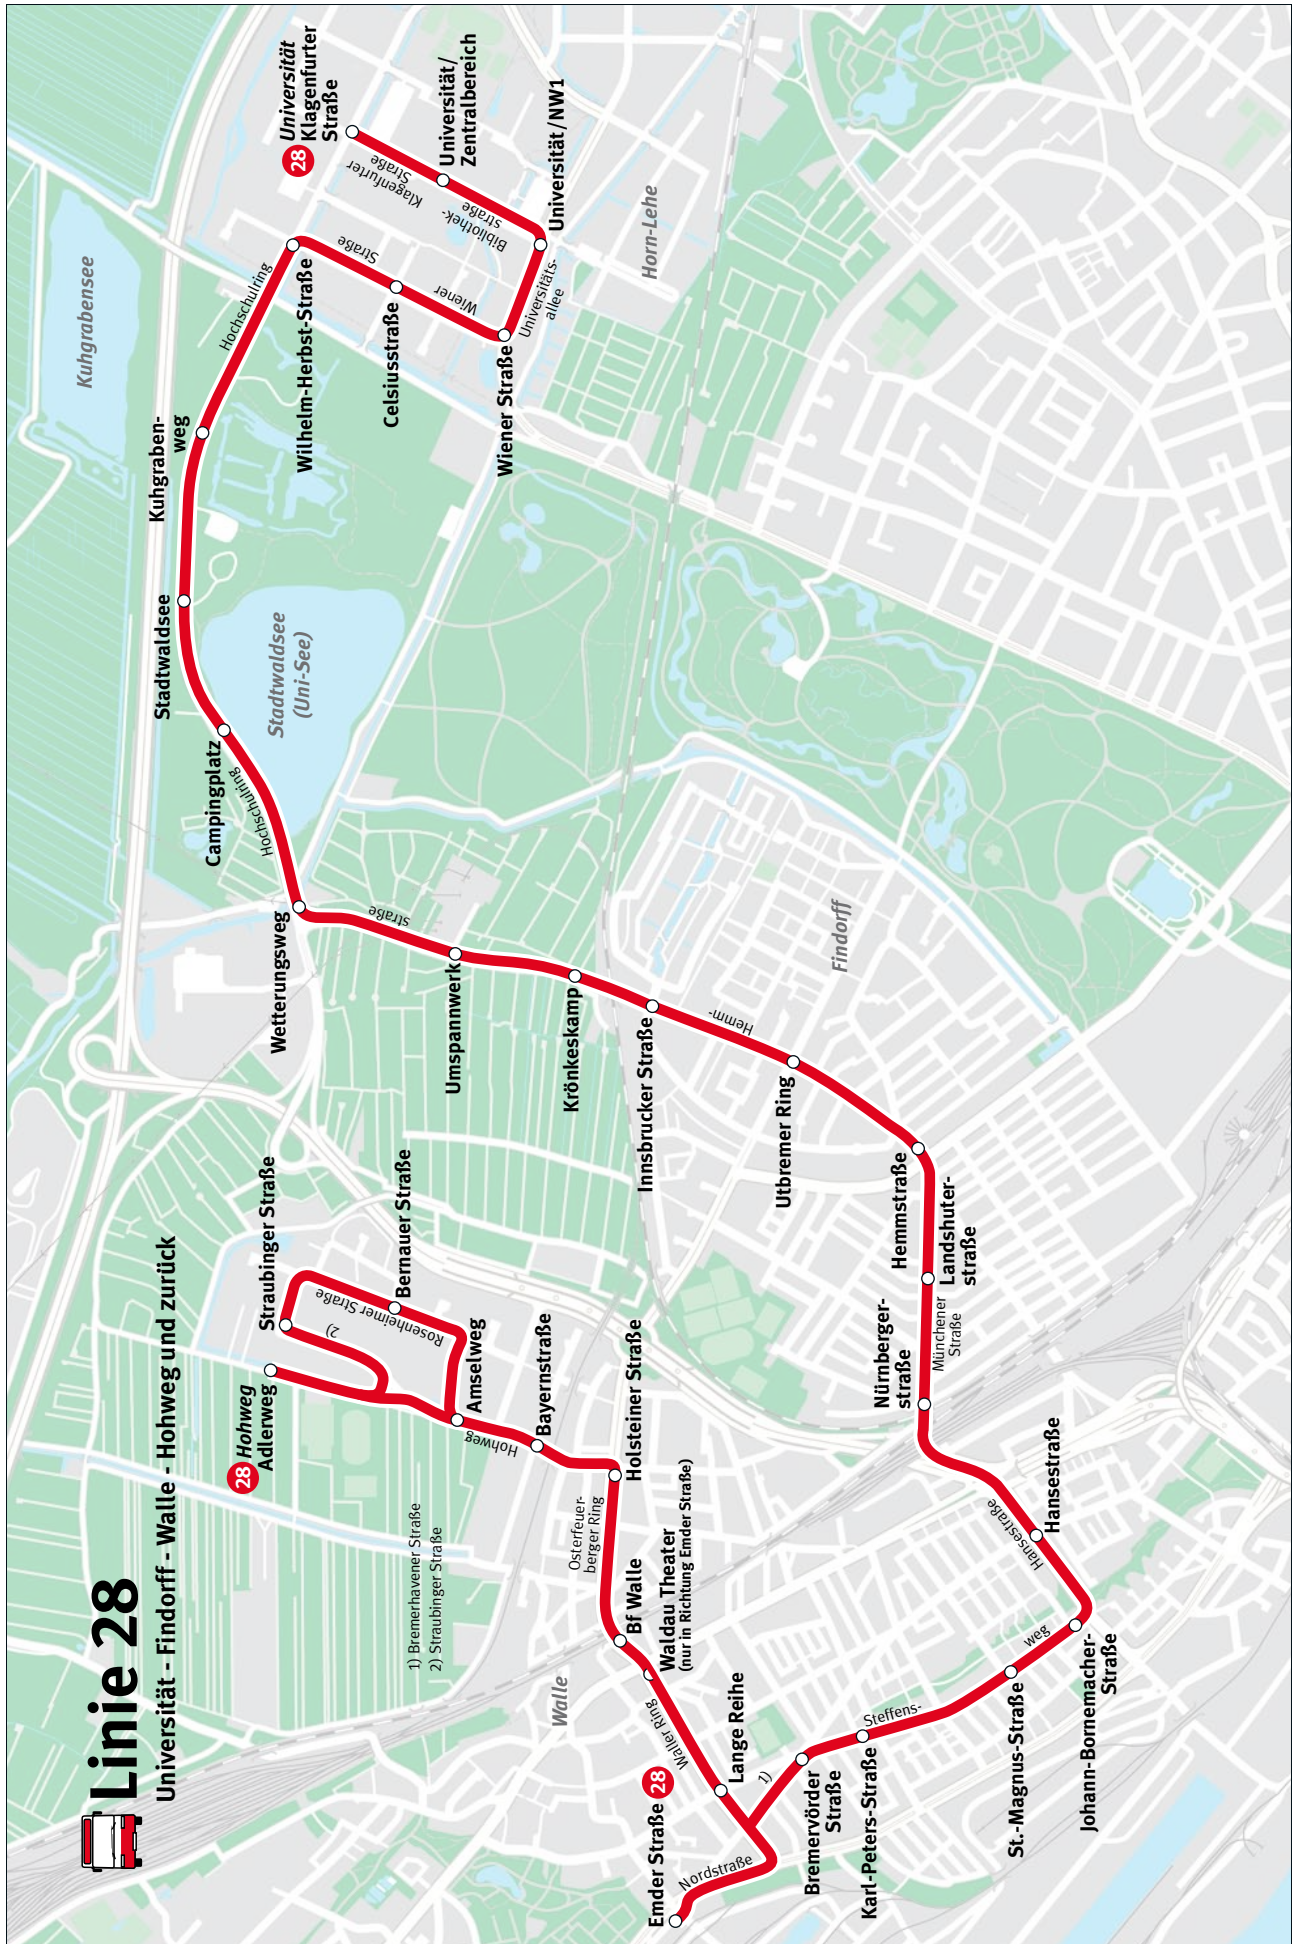 Linie 28
Universität - Findorff - Walle - Hohweg und zurück
28 Hohweg
Adlerweg
Straubinger Straße
2)
Rosenheimer Straße
Bernauer Straße
Amselweg
Hohweg
Bayernstraße
Holsteiner Straße
Osterfeuer-
berger Ring
1) Bremerhavener Straße
2) Straubinger Straße
Bf Walle
Waldau Theater
(nur in Richtung Emder Straße)
Walle
Waller Ring
Lange Reihe
Emder Straße 28
Nordstraße
1)
Bremervörder
Straße
Karl-Peters-Straße
Steffens-
weg
St.-Magnus-Straße
Johann-Bornemacher-
Straße
Hansestraße
Hansestraße
Nürnberger-
straße
Münchener
Straße
Landshuter-
straße
Hemmstraße
Utbremer Ring
Findorff
Hemm-
straße
Innsbrucker Straße
Krönkeskamp
Umspannwerk
Wetterungsweg
Hochschulring
Campingplatz
Stadtwaldsee
Stadtwaldsee
(Uni-See)
Kuhgraben-
weg
Kuhgrabensee
Hochschulring
Wilhelm-Herbst-Straße
Wiener
Straße
Celsiusstraße
Wiener Straße
Universitäts-
allee
Universität/NW1
Horn-Lehe
Bibliothek-
straße
Universität/
Zentralbereich
Klagenfurter
Straße
28 Universität
Klagenfurter
Straße